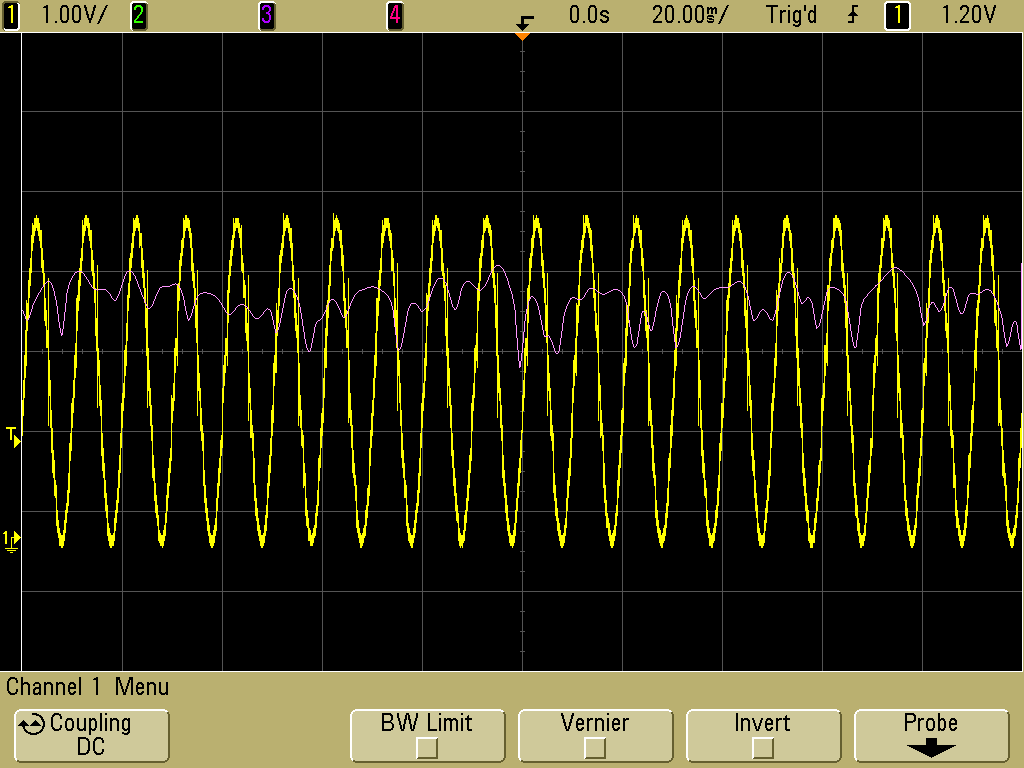 1 1.00V/ 2 3 4 0.0s 20.00ms/ Trig'd 1 1.20V
T
1
Channel 1 Menu
Coupling BW Limit Vernier Invert Probe
DC